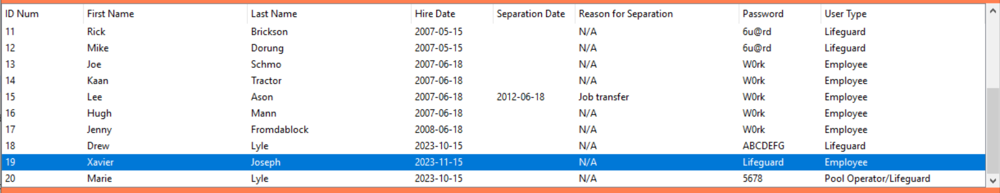 ID Num First Name Last Name Hire Date Separation Date Reason for Separation Password User Type
11 Rick Brickson 2007-05-15 N/A 6u@rd Lifeguard
12 Mike Dorung 2007-05-15 N/A 6u@rd Lifeguard
13 Joe Schmo 2007-06-18 N/A W0rk Employee
14 Kaan Tractor 2007-06-18 N/A W0rk Employee
15 Lee Ason 2007-06-18 2012-06-18 Job transfer W0rk Employee
16 Hugh Mann 2007-06-18 N/A W0rk Employee
17 Jenny Fromdablock 2008-06-18 N/A W0rk Employee
18 Drew Lyle 2023-10-15 N/A ABCDEFG Lifeguard
19 Xavier Joseph 2023-11-15 N/A Lifeguard Employee
20 Marie Lyle 2023-10-15 N/A 5678 Pool Operator/Lifeguard